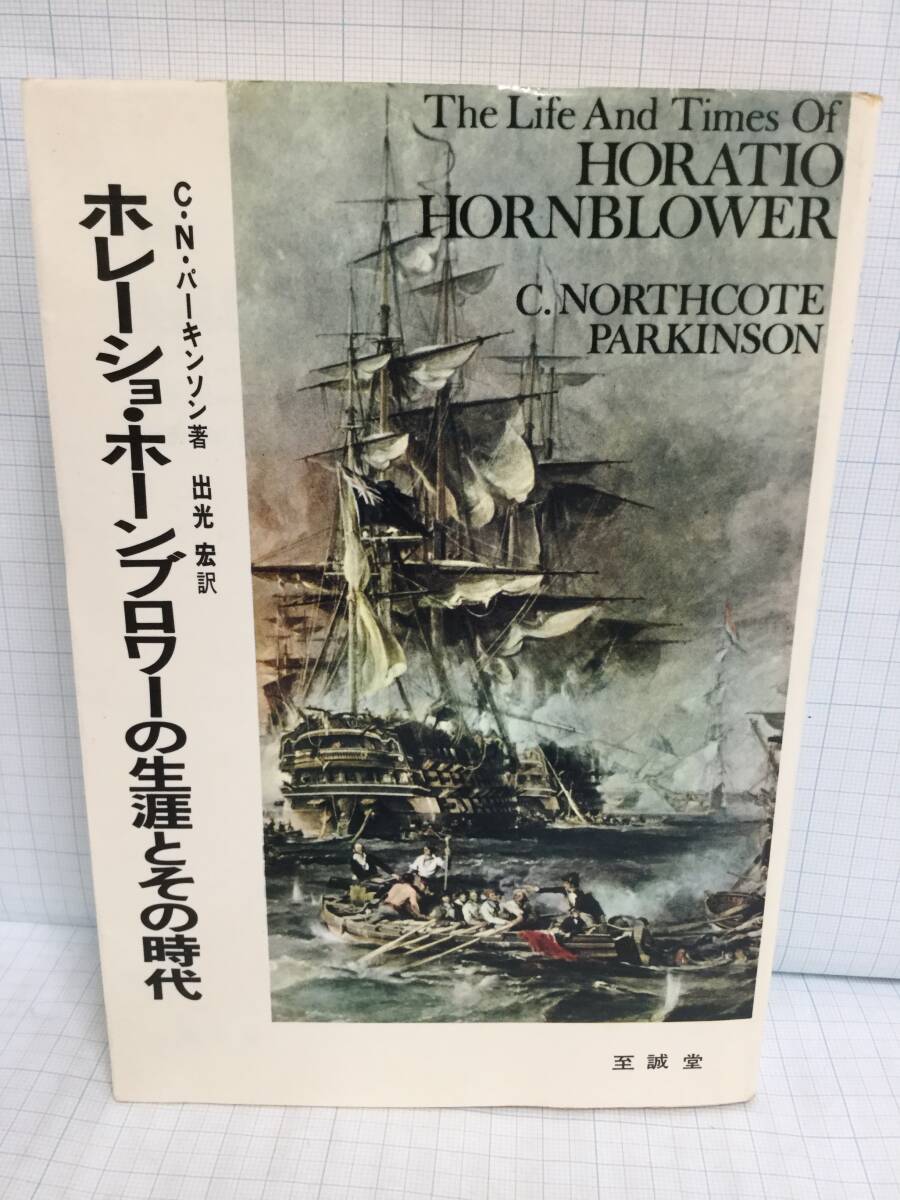 The Life And Times Of
HORATIO
HORNBLOWER
C. NORTHCOTE
PARKINSON
C・N・パーキンソン著 出光 宏訳
ホレーショ・ホーンブロワーの生涯とその時代
至誠堂